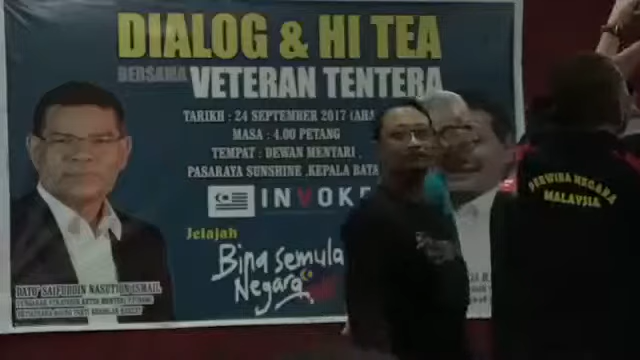 DIALOG & HI TEA
BERSAMA VETERAN TENTERA
TARIKH : 24 SEPTEMBER 2017
MASA : 4.00 PETANG
TEMPAT : DEWAN MENTARI,
PASARAYA SUNSHINE ,KEPALA BATA
INVOKE
Jelajah
Bina semula
Negara
DATO' SAIFUDDIN NASUTION ISMAIL
PERWIRA NEGARA
MALAYSIA